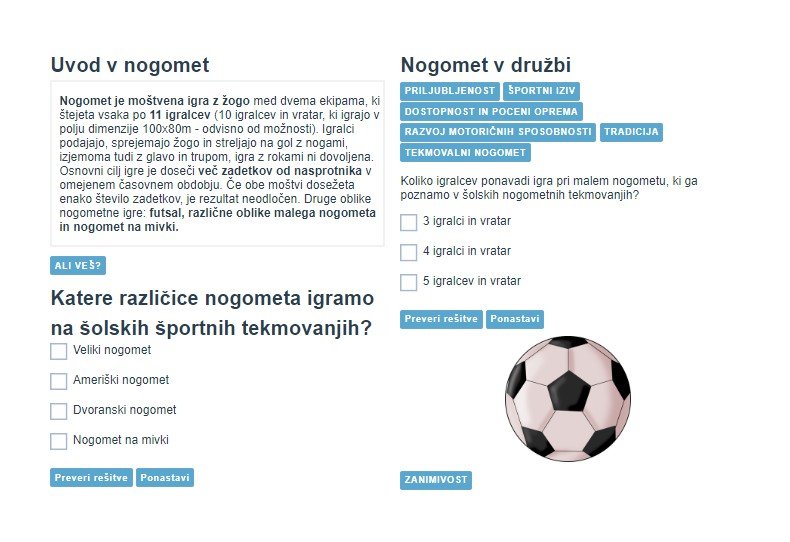 Uvod v nogomet
Nogomet je moštvena igra z žogo med dvema ekipama, ki
štejeta vsaka po 11 igralcev (10 igralcev in vratar, ki igrajo v
polju dimenzije 100x80m - odvisno od možnosti). Igralci
podajajo, sprejemajo žogo in streljajo na gol z nogami,
izjemoma tudi z glavo in trupom, igra z rokami ni dovoljena.
Osnovni cilj igre je doseči več zadetkov od nasprotnika v
omejenem časovnem obdobju. Če obe moštvi dosežeta
enako število zadetkov, je rezultat neodločen. Druge oblike
nogometne igre: futsal, različne oblike malega nogometa
in nogomet na mivki.
ALI VEŠ?
Katere različice nogometa igramo
na šolskih športnih tekmovanjih?
Veliki nogomet
Ameriški nogomet
Dvoranski nogomet
Nogomet na mivki
Preveri rešitve Ponastavi
Nogomet v družbi
PRILJUBLJENOST ŠPORTNI IZIV
DOSTOPNOST IN POCENI OPREMA
RAZVOJ MOTORIČNIH SPOSOBNOSTI TRADICIJA
TEKMOVALNI NOGOMET
Koliko igralcev ponavadi igra pri malem nogometu, ki ga
poznamo v šolskih nogometnih tekmovanjih?
3 igralci in vratar
4 igralci in vratar
5 igralcev in vratar
Preveri rešitve Ponastavi
ZANIMIVOST